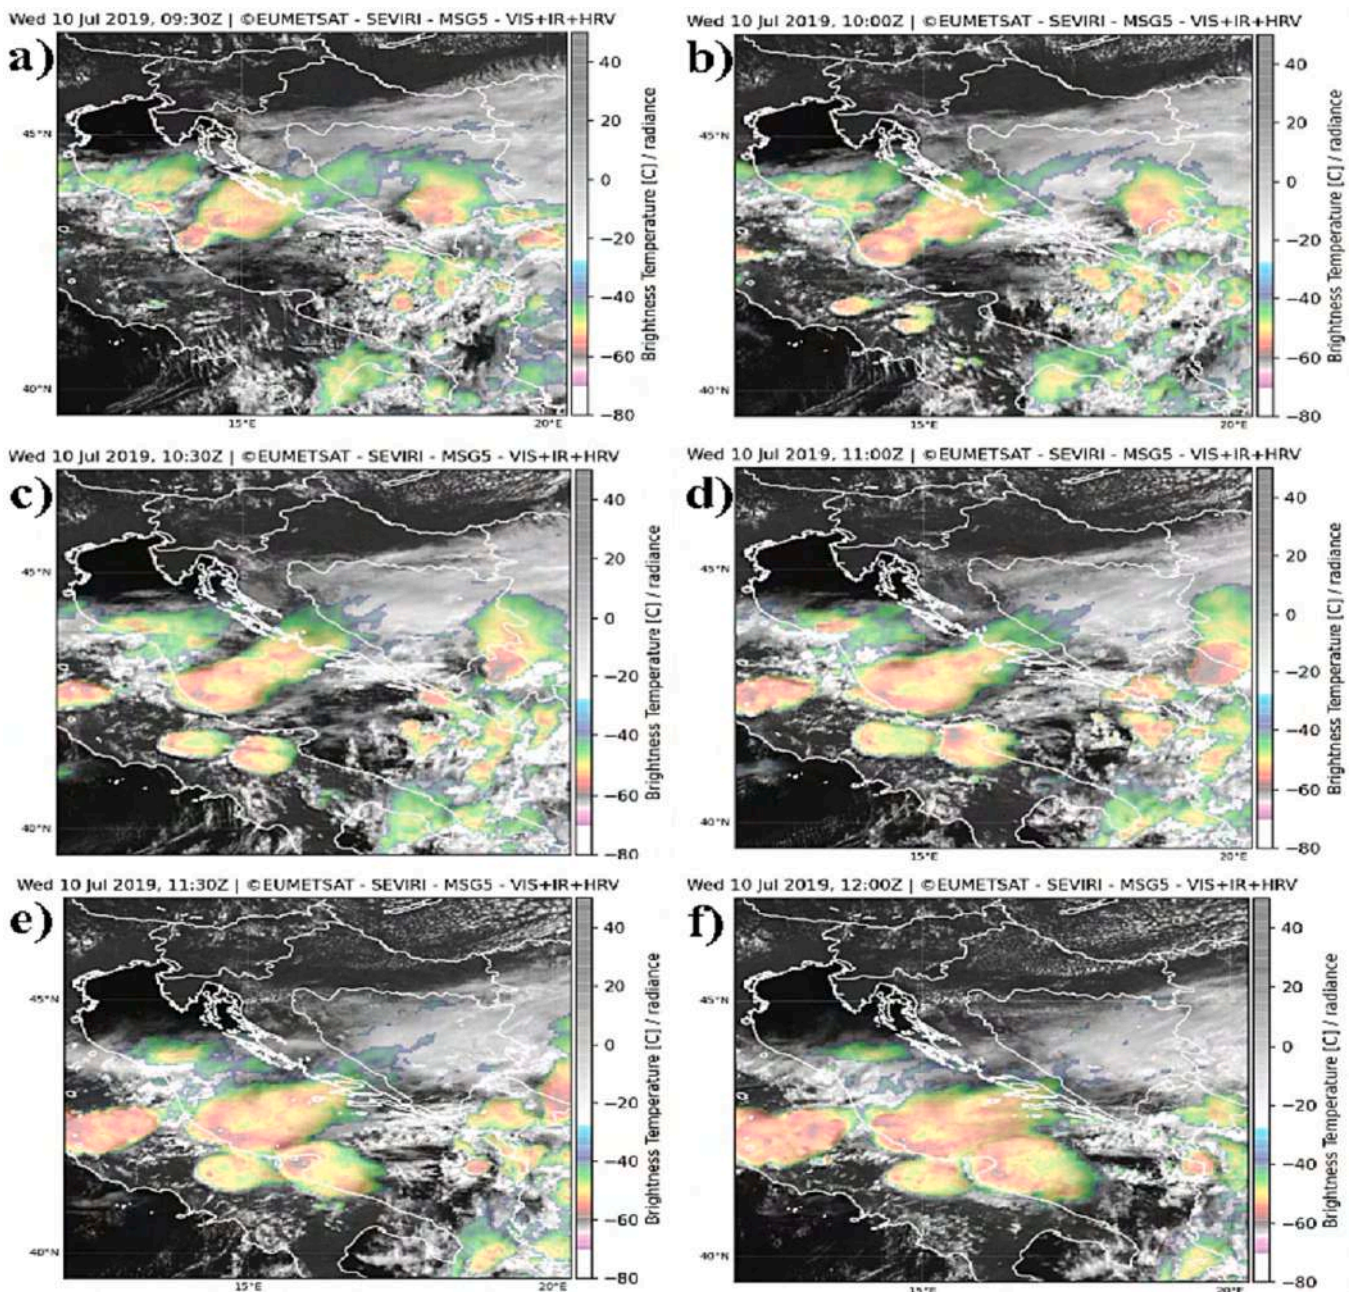 Wed 10 Jul 2019, 09:30Z | ©EUMETSAT - SEVIRI - MSG5 - VIS+IR+HRV
a)
45°N
40°N
15°E
20°E
40
20
0
−20
−40
−60
−80
Brightness Temperature [C] / radiance
Wed 10 Jul 2019, 10:00Z | ©EUMETSAT - SEVIRI - MSG5 - VIS+IR+HRV
b)
45°N
40°N
15°E
20°E
40
20
0
−20
−40
−60
−80
Brightness Temperature [C] / radiance
Wed 10 Jul 2019, 10:30Z | ©EUMETSAT - SEVIRI - MSG5 - VIS+IR+HRV
c)
45°N
40°N
15°E
20°E
40
20
0
−20
−40
−60
−80
Brightness Temperature [C] / radiance
Wed 10 Jul 2019, 11:00Z | ©EUMETSAT - SEVIRI - MSG5 - VIS+IR+HRV
d)
45°N
40°N
15°E
20°E
40
20
0
−20
−40
−60
−80
Brightness Temperature [C] / radiance
Wed 10 Jul 2019, 11:30Z | ©EUMETSAT - SEVIRI - MSG5 - VIS+IR+HRV
e)
45°N
40°N
15°E
20°E
40
20
0
−20
−40
−60
−80
Brightness Temperature [C] / radiance
Wed 10 Jul 2019, 12:00Z | ©EUMETSAT - SEVIRI - MSG5 - VIS+IR+HRV
f)
45°N
40°N
15°E
20°E
40
20
0
−20
−40
−60
−80
Brightness Temperature [C] / radiance